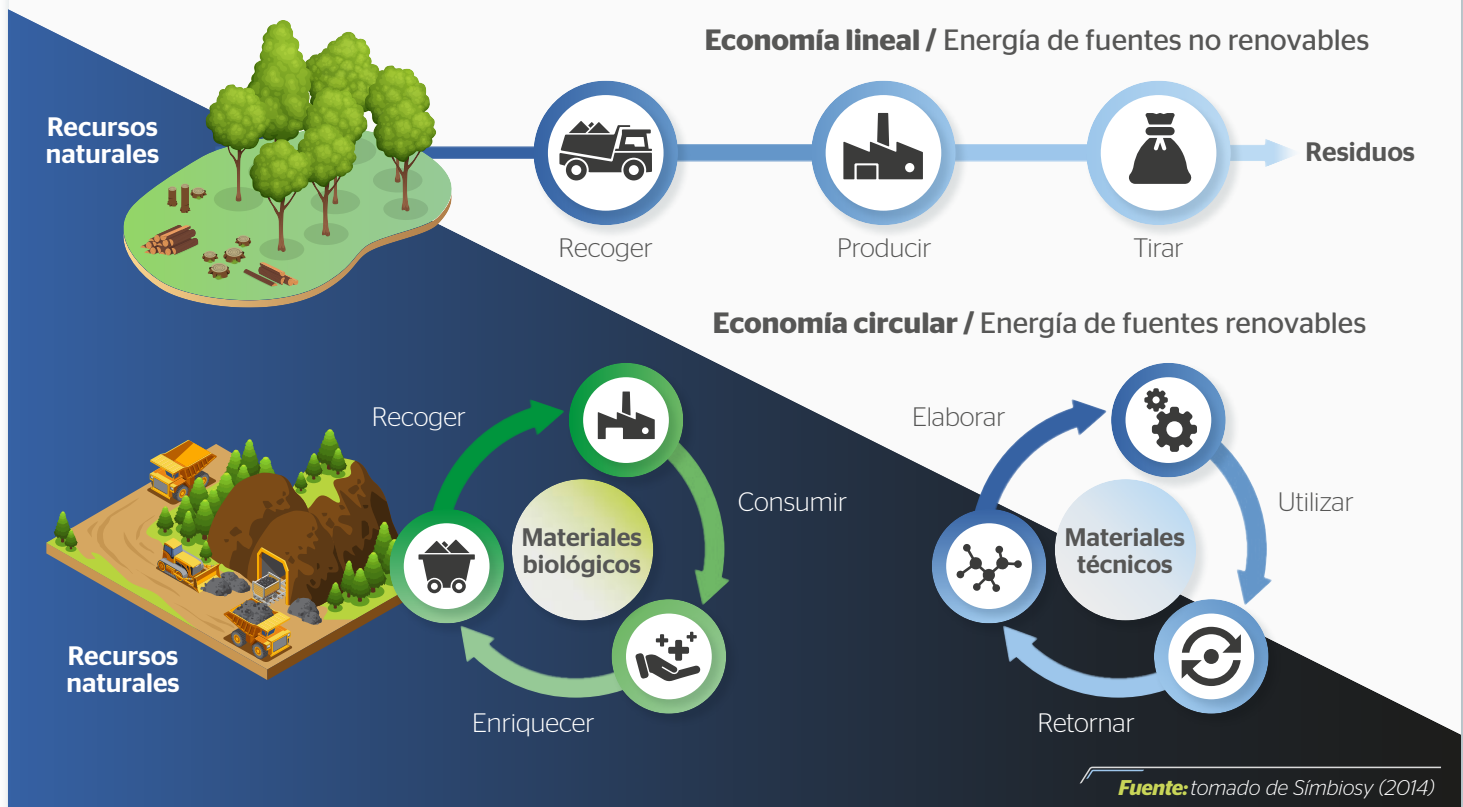 Economía lineal / Energía de fuentes no renovables
Recursos
naturales
Residuos
Recoger
Producir
Tirar
Economía circular / Energía de fuentes renovables
Recoger
Consumir
Materiales
biológicos
Enriquecer
Recursos
naturales
Elaborar
Utilizar
Materiales
técnicos
Retornar
Fuente: tomado de Símbiosy (2014)